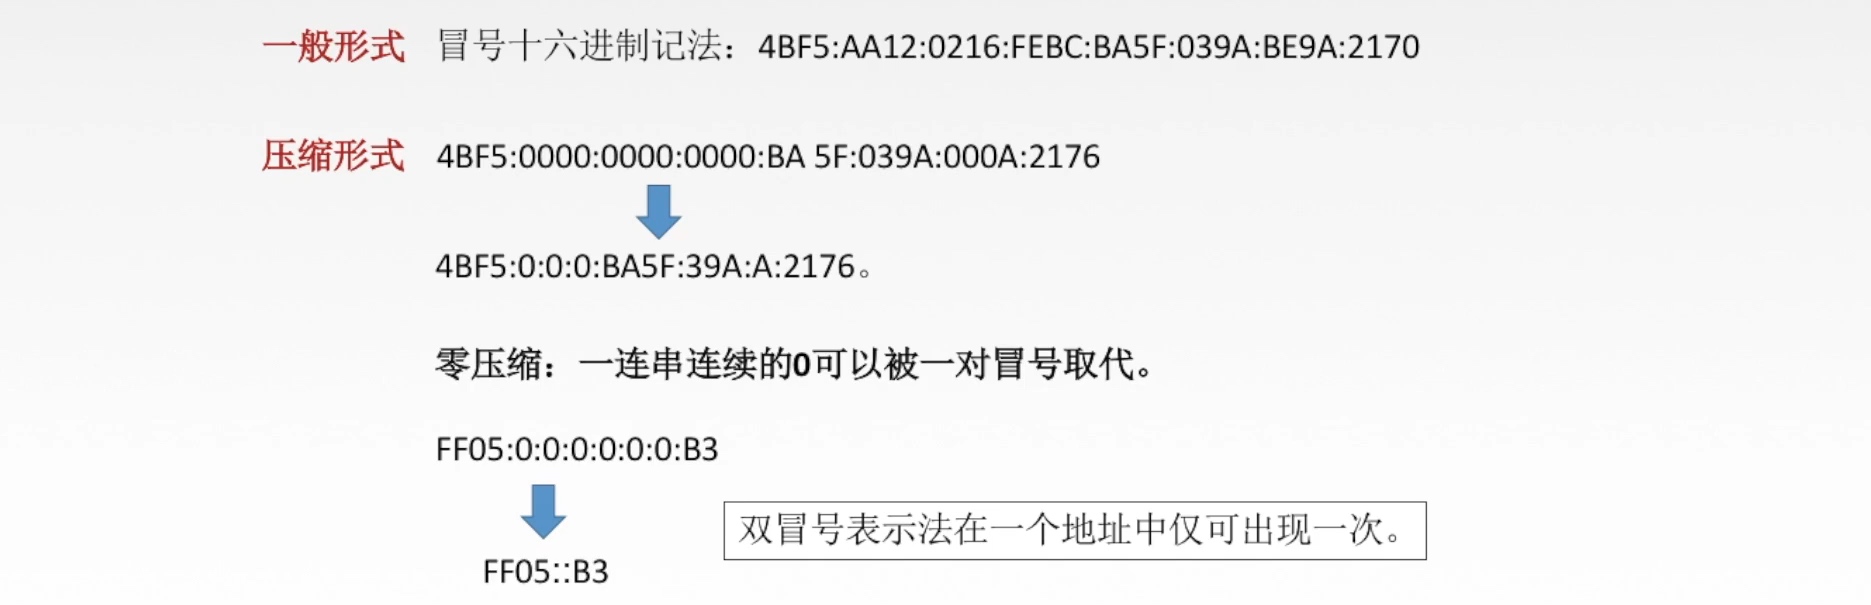 一般形式 冒号十六进制记法：4BF5:AA12:0216:FEBC:BA5F:039A:BE9A:2170
压缩形式 4BF5:0000:0000:0000:BA 5F:039A:000A:2176
4BF5:0:0:0:BA5F:39A:A:2176。
零压缩：一连串连续的0可以被一对冒号取代。
FF05:0:0:0:0:0:0:B3
双冒号表示法在一个地址中仅可出现一次。
FF05::B3